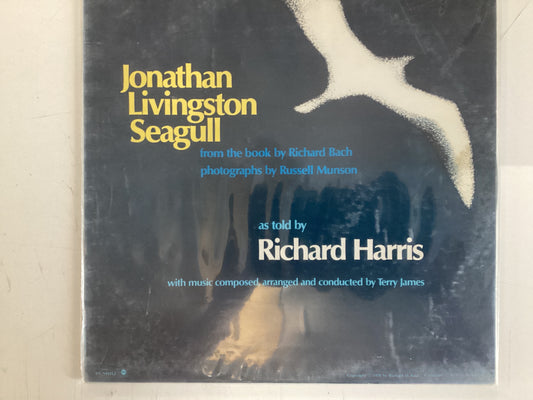 Jonathan
Livingston
Seagull
from the book by Richard Bach
photographs by Russell Munson
as told by
Richard Harris
with music composed, arranged and conducted by Terry James